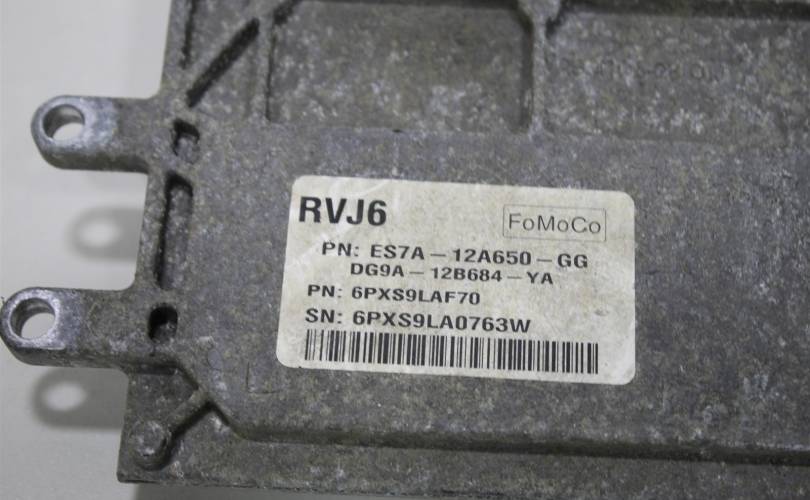 RVJ6
FoMoCo
PN: ES7A-12A650-GG
DG9A-12B684-YA
PN: 6PXS9LAF70
SN: 6PXS9LA0763W